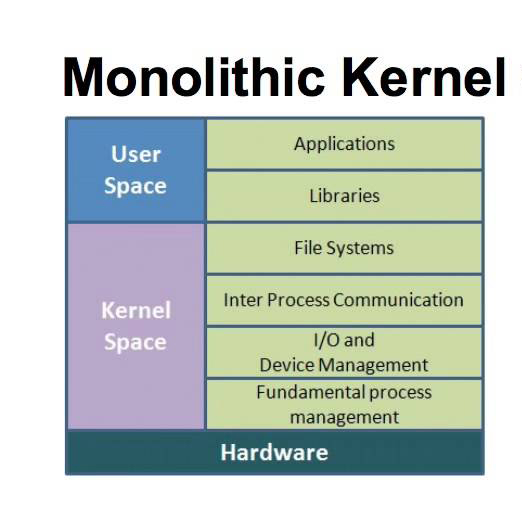 Monolithic Kernel
User
Space
Applications
Libraries
Kernel
Space
File Systems
Inter Process Communication
I/O and
Device Management
Fundamental process
management
Hardware